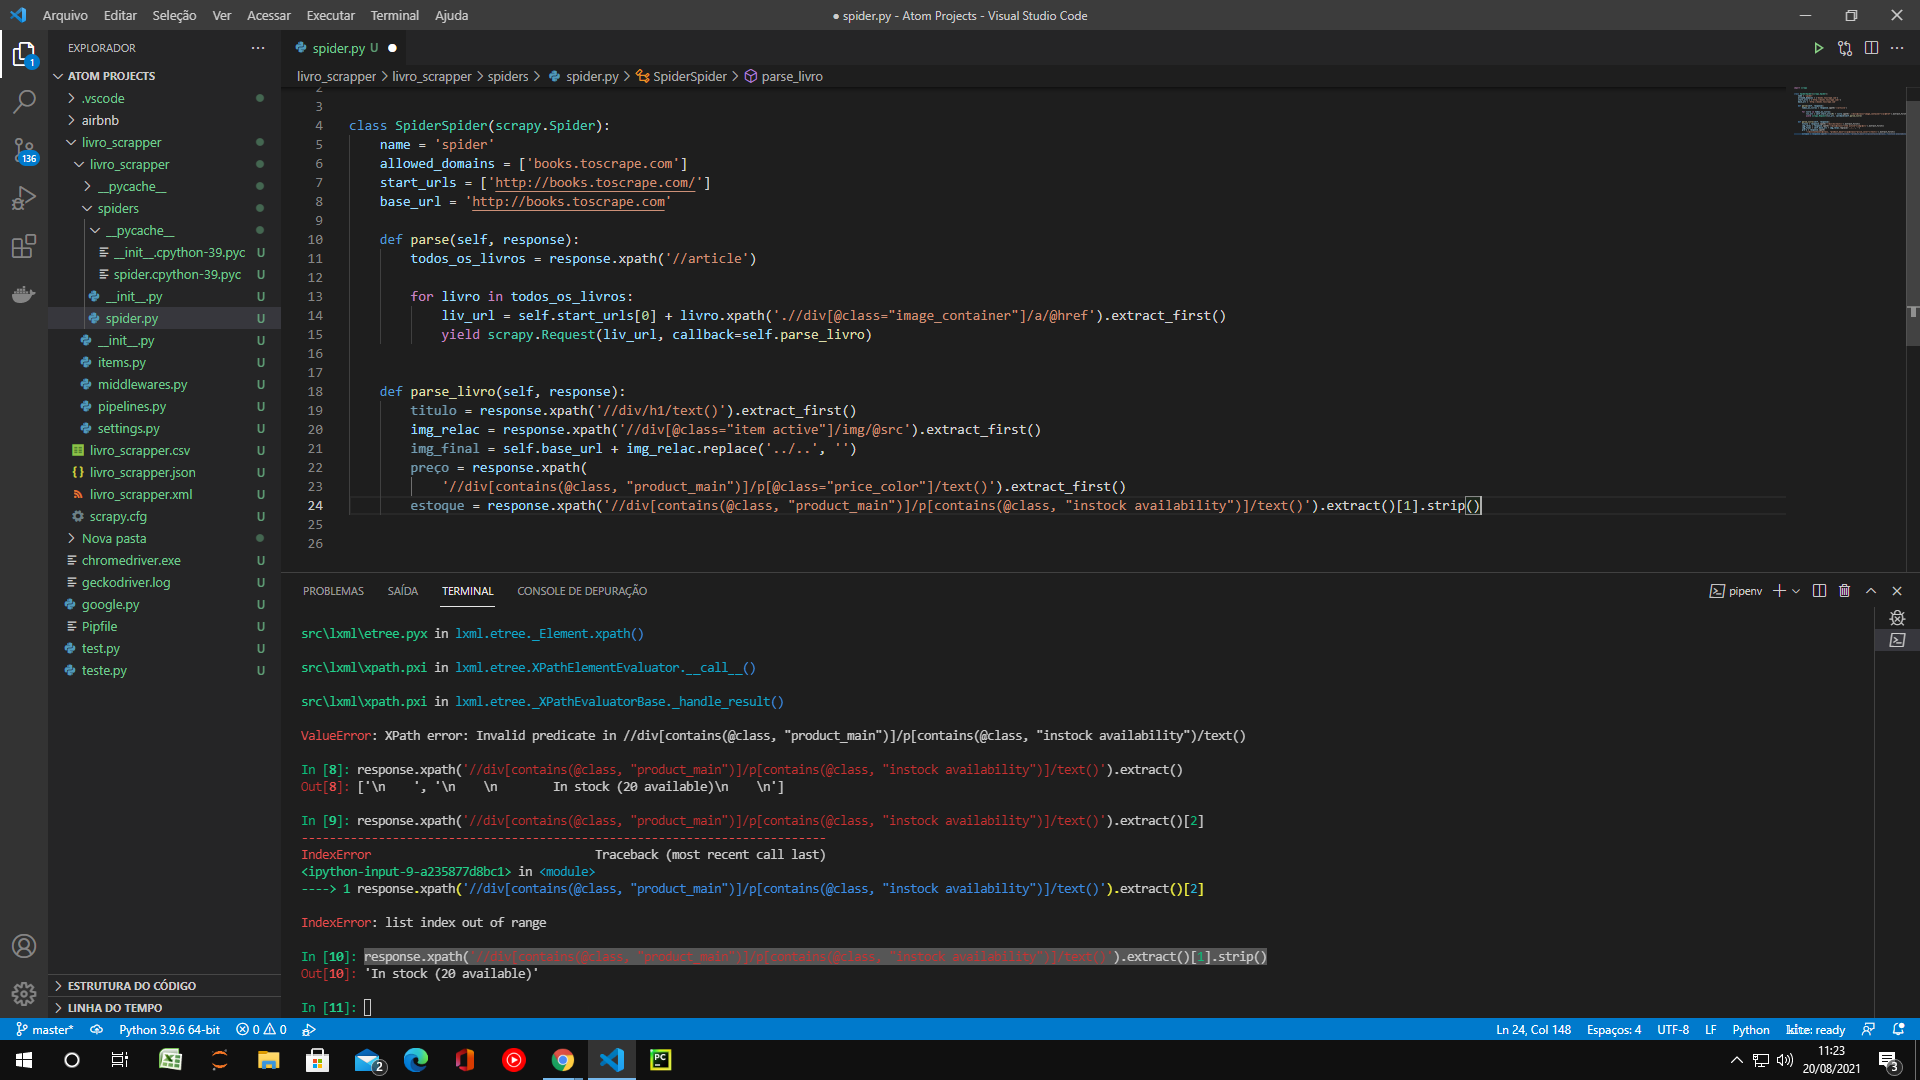 Arquivo Editar Seleção Ver Acessar Executar Terminal Ajuda
● spider.py - Atom Projects - Visual Studio Code
EXPLORADOR
ATOM PROJECTS
.vscode
airbnb
livro_scrapper
livro_scrapper
__pycache__
spiders
__pycache__
__init__.cpython-39.pyc U
spider.cpython-39.pyc U
__init__.py U
spider.py U
__init__.py U
items.py U
middlewares.py U
pipelines.py U
settings.py U
livro_scrapper.csv U
livro_scrapper.json U
livro_scrapper.xml U
scrapy.cfg U
Nova pasta
chromedriver.exe U
geckodriver.log U
google.py U
Pipfile U
test.py U
teste.py U
ESTRUTURA DO CÓDIGO
LINHA DO TEMPO
1
136
spider.py U
livro_scrapper > livro_scrapper > spiders > spider.py > SpiderSpider > parse_livro
2
3
4 class SpiderSpider(scrapy.Spider):
5 name = 'spider'
6 allowed_domains = ['books.toscrape.com']
7 start_urls = ['http://books.toscrape.com/']
8 base_url = 'http://books.toscrape.com'
9
10 def parse(self, response):
11 todos_os_livros = response.xpath('//article')
12
13 for livro in todos_os_livros:
14 liv_url = self.start_urls[0] + livro.xpath('.//div[@class="image_container"]/a/@href').extract_first()
15 yield scrapy.Request(liv_url, callback=self.parse_livro)
16
17
18 def parse_livro(self, response):
19 titulo = response.xpath('//div/h1/text()').extract_first()
20 img_relac = response.xpath('//div[@class="item active"]/img/@src').extract_first()
21 img_final = self.base_url + img_relac.replace('../..', '')
22 preço = response.xpath(
23 '//div[contains(@class, "product_main")]/p[@class="price_color"]/text()').extract_first()
24 estoque = response.xpath('//div[contains(@class, "product_main")]/p[contains(@class, "instock availability")]/text()').extract()[1].strip()
25
26
PROBLEMAS SAÍDA TERMINAL CONSOLE DE DEPURAÇÃO
pipenv
src\lxml\etree.pyx in lxml.etree._Element.xpath()
src\lxml\xpath.pxi in lxml.etree.XPathElementEvaluator.__call__()
src\lxml\xpath.pxi in lxml.etree._XPathEvaluatorBase._handle_result()
ValueError: XPath error: Invalid predicate in //div[contains(@class, "product_main")]/p[contains(@class, "instock availability")/text()
In [8]: response.xpath('//div[contains(@class, "product_main")]/p[contains(@class, "instock availability")]/text()').extract()
Out[8]: ['\n    ', '\n    \n        In stock (20 available)\n    \n']
In [9]: response.xpath('//div[contains(@class, "product_main")]/p[contains(@class, "instock availability")]/text()').extract()[2]
---------------------------------------------------------------------------
IndexError Traceback (most recent call last)
<ipython-input-9-a235877d8bc1> in <module>
----> 1 response.xpath('//div[contains(@class, "product_main")]/p[contains(@class, "instock availability")]/text()').extract()[2]
IndexError: list index out of range
In [10]: response.xpath('//div[contains(@class, "product_main")]/p[contains(@class, "instock availability")]/text()').extract()[1].strip()
Out[10]: 'In stock (20 available)'
In [11]:
master* Python 3.9.6 64-bit 0 0
Ln 24, Col 148 Espaços: 4 UTF-8 LF Python kite: ready
2
PC
11:23
20/08/2021
3